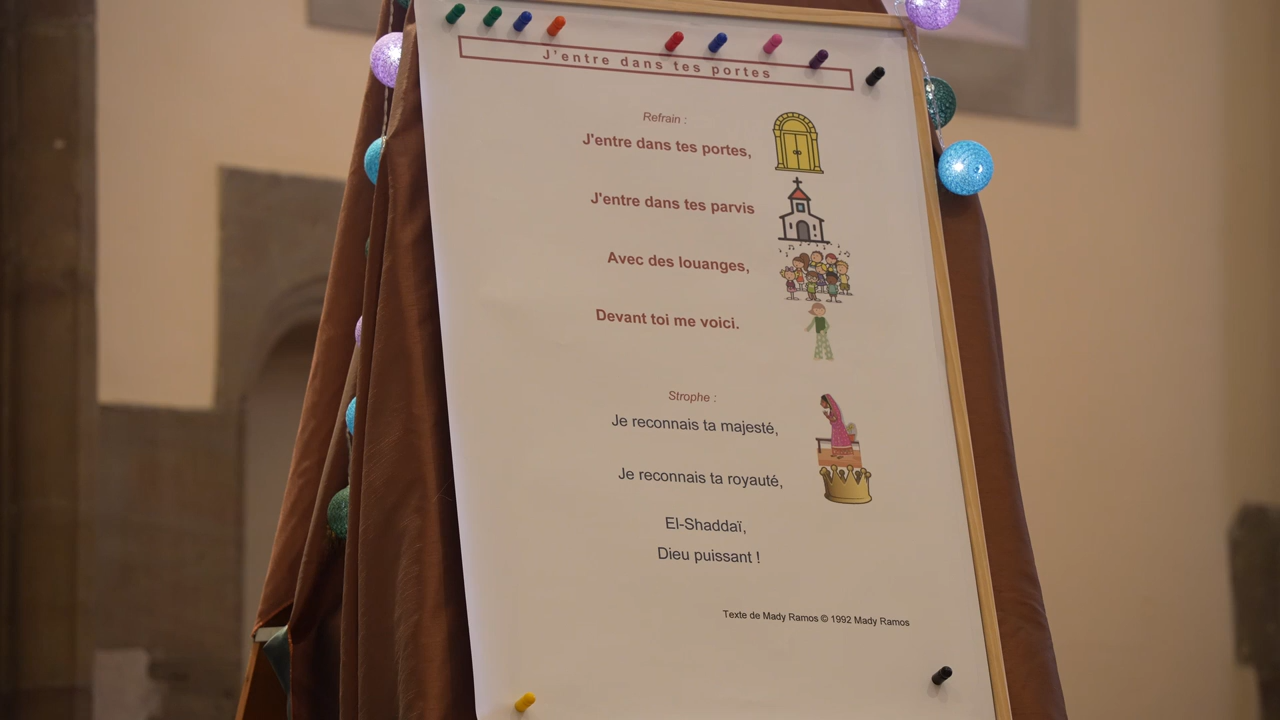 J'entre dans tes portes
Refrain :
J'entre dans tes portes,
J'entre dans tes parvis
Avec des louanges,
Devant toi me voici.
Strophe :
Je reconnais ta majesté,
Je reconnais ta royauté,
El-Shaddaï,
Dieu puissant !
Texte de Mady Ramos © 1992 Mady Ramos